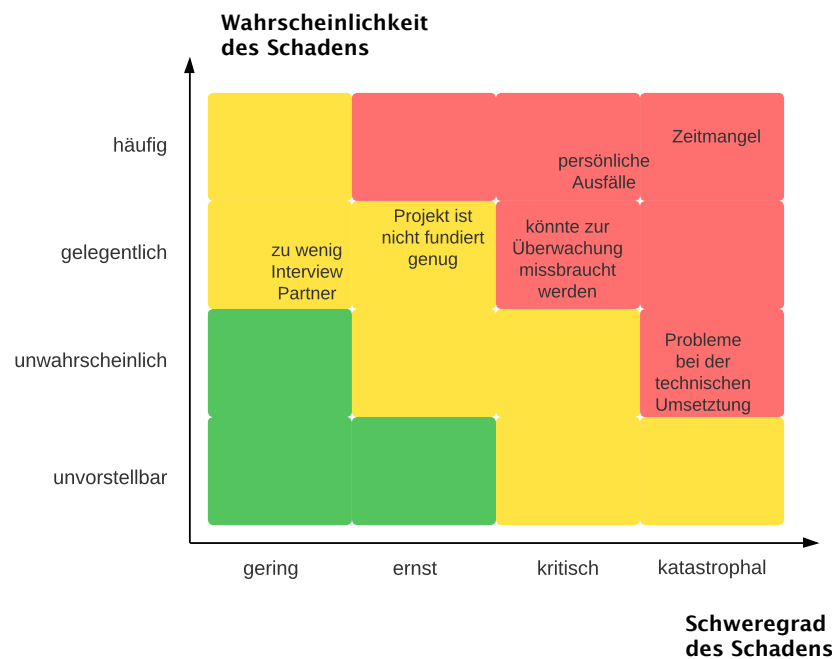 Wahrscheinlichkeit
des Schadens
häufig
Zeitmangel
persönliche
Ausfälle
gelegentlich
zu wenig
Interview
Partner
Projekt ist
nicht fundiert
genug
könnte zur
Überwachung
missbraucht
werden
unwahrscheinlich
Probleme
bei der
technischen
Umsetztung
unvorstellbar
gering
ernst
kritisch
katastrophal
Schweregrad
des Schadens